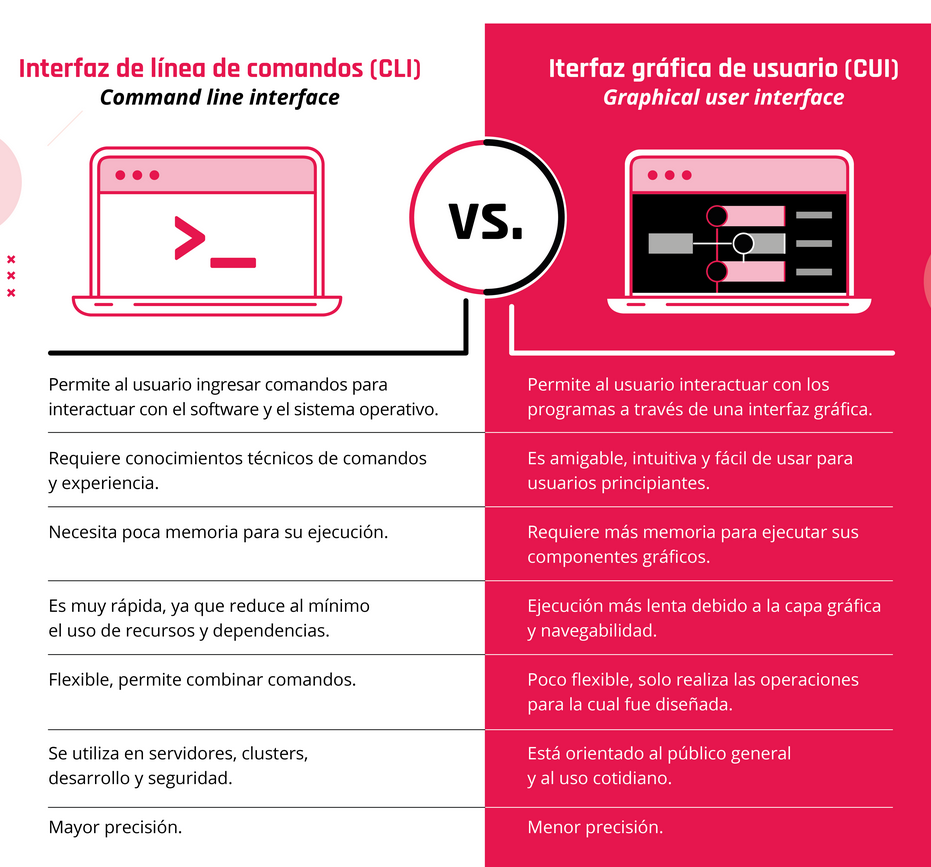 Interfaz de línea de comandos (CLI)
Command line interface
Iterfaz gráfica de usuario (CUI)
Graphical user interface
>_
vs.
Permite al usuario ingresar comandos para
interactuar con el software y el sistema operativo.
Permite al usuario interactuar con los
programas a través de una interfaz gráfica.
Requiere conocimientos técnicos de comandos
y experiencia.
Es amigable, intuitiva y fácil de usar para
usuarios principiantes.
Necesita poca memoria para su ejecución.
Requiere más memoria para ejecutar sus
componentes gráficos.
Es muy rápida, ya que reduce al mínimo
el uso de recursos y dependencias.
Ejecución más lenta debido a la capa gráfica
y navegabilidad.
Flexible, permite combinar comandos.
Poco flexible, solo realiza las operaciones
para la cual fue diseñada.
Se utiliza en servidores, clusters,
desarrollo y seguridad.
Está orientado al público general
y al uso cotidiano.
Mayor precisión.
Menor precisión.